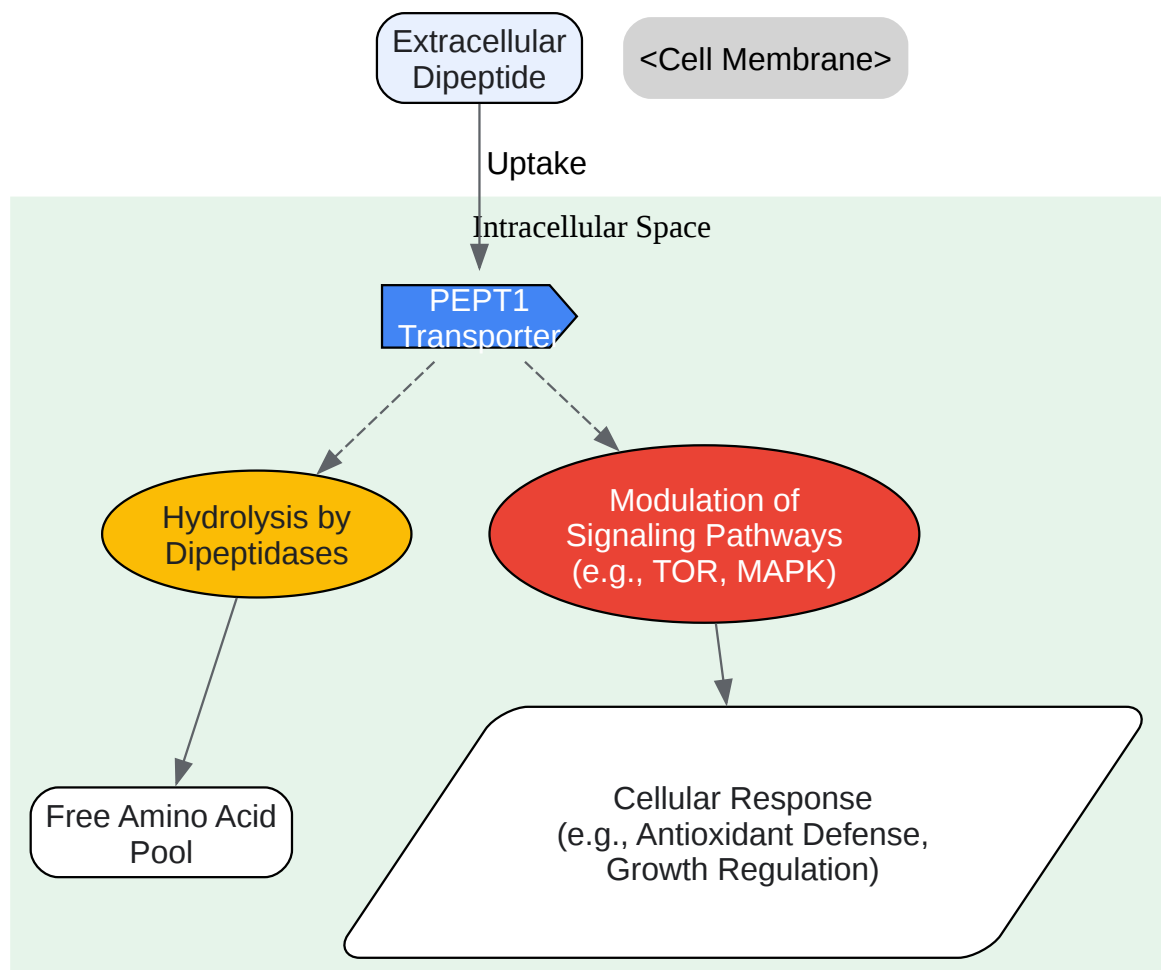 Extracellular
Dipeptide
<Cell Membrane>
Uptake
Intracellular Space
PEPT1
Transporter
Hydrolysis by
Dipeptidases
Modulation of
Signaling Pathways
(e.g., TOR, MAPK)
Free Amino Acid
Pool
Cellular Response
(e.g., Antioxidant Defense,
Growth Regulation)